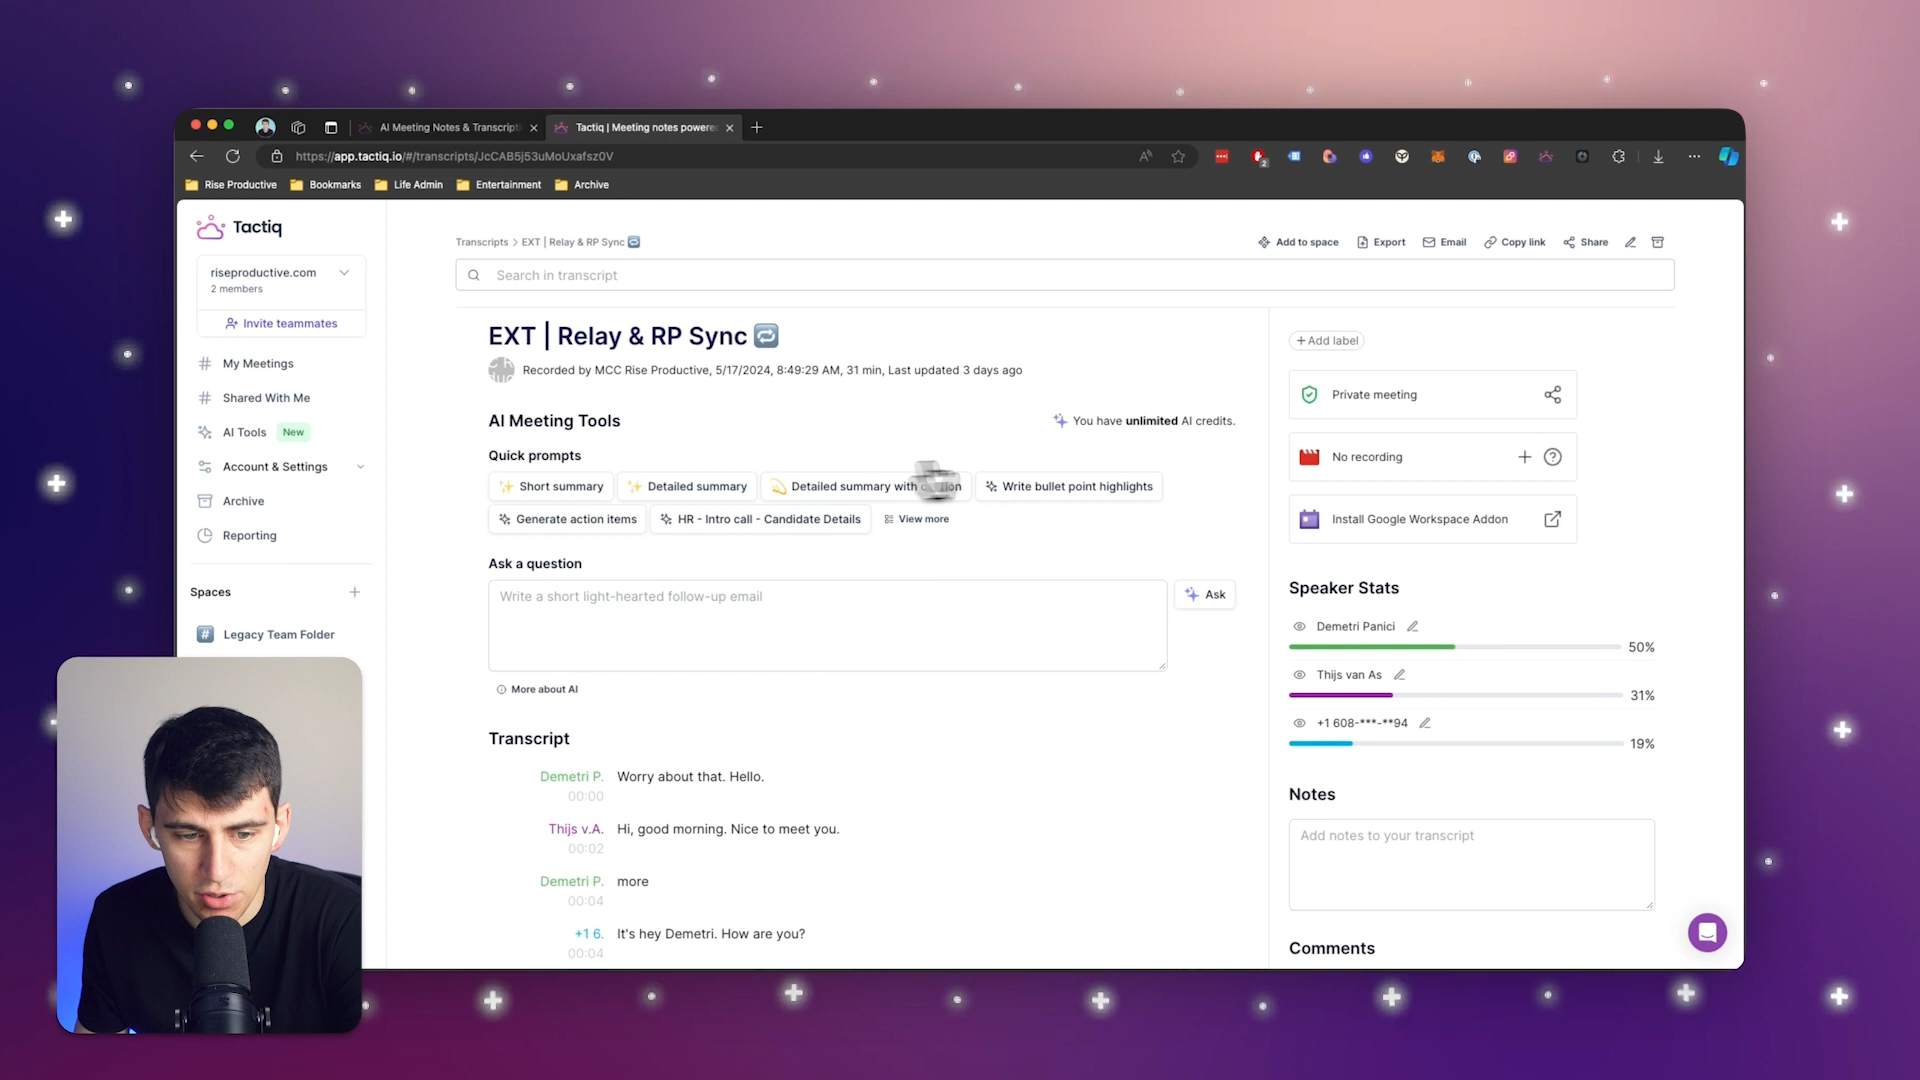 AI Meeting Notes & Transcripti
Tactiq | Meeting notes powere
https://app.tactiq.io/#/transcripts/JcCAB5j53uMoUxafsz0V
2
Rise Productive
Bookmarks
Life Admin
Entertainment
Archive
Tactiq
riseproductive.com
2 members
Invite teammates
My Meetings
Shared With Me
AI Tools New
Account & Settings
Archive
Reporting
Spaces
Legacy Team Folder
Transcripts > EXT | Relay & RP Sync
Add to space
Export
Email
Copy link
Share
Search in transcript
EXT | Relay & RP Sync
Recorded by MCC Rise Productive, 5/17/2024, 8:49:29 AM, 31 min, Last updated 3 days ago
AI Meeting Tools
You have unlimited AI credits.
Quick prompts
Short summary
Detailed summary
Detailed summary with
Write bullet point highlights
Generate action items
HR - Intro call - Candidate Details
View more
Ask a question
Write a short light-hearted follow-up email
Ask
More about AI
Transcript
Demetri P. Worry about that. Hello.
00:00
Thijs v.A. Hi, good morning. Nice to meet you.
00:02
Demetri P. more
00:04
+1 6. It's hey Demetri. How are you?
00:04
+ Add label
Private meeting
No recording
Install Google Workspace Addon
Speaker Stats
Demetri Panici
50%
Thijs van As
31%
+1 608-***-**94
19%
Notes
Add notes to your transcript
Comments